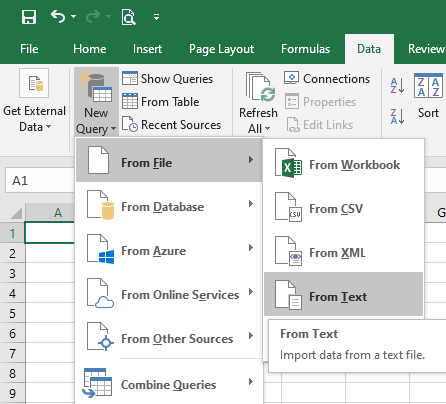 File Home Insert Page Layout Formulas Data Review
Get External
Data
New
Query
Show Queries
From Table
Recent Sources
Refresh
All
Connections
Properties
Edit Links
A Z
Z A
Z A
A Z
Sort
A1
A
G
1
2
3
4
5
6
7
8
9
From File
From Database
From Azure
From Online Services
From Other Sources
Combine Queries
From Workbook
CSV
From CSV
From XML
From Text
From Text
Import data from a text file.